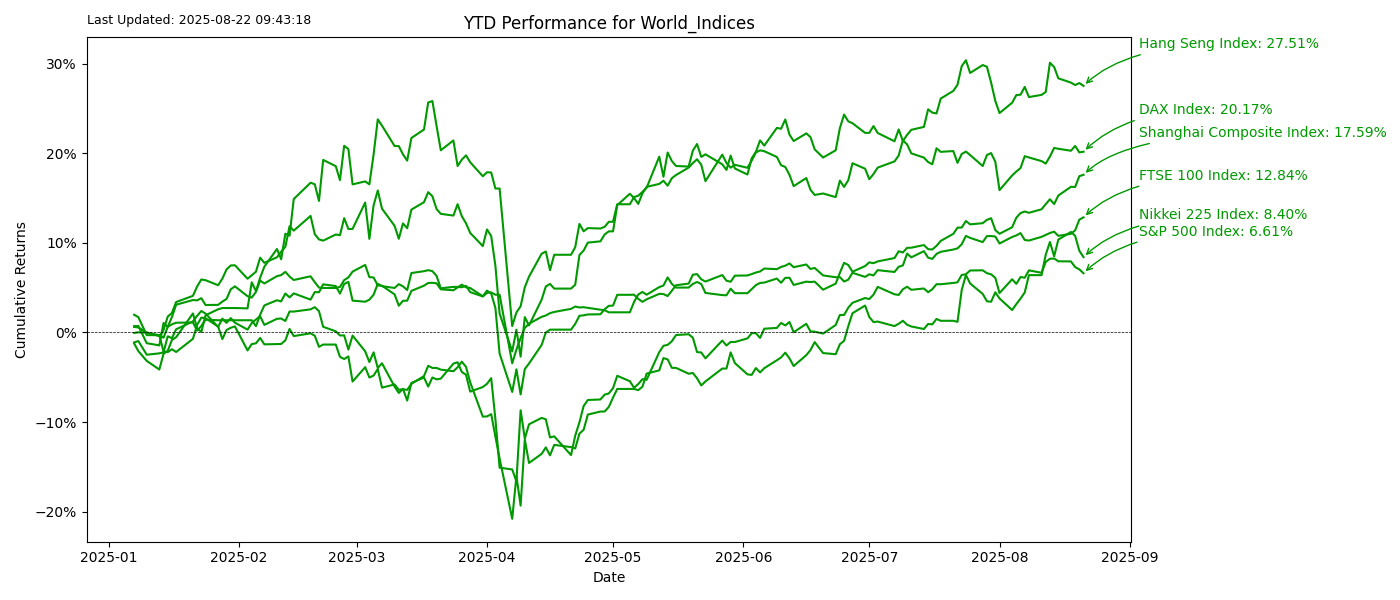 Last Updated: 2025-08-22 09:43:18
YTD Performance for World_Indices
Hang Seng Index: 27.51%
DAX Index: 20.17%
Shanghai Composite Index: 17.59%
FTSE 100 Index: 12.84%
Nikkei 225 Index: 8.40%
S&P 500 Index: 6.61%
Cumulative Returns
30%
20%
10%
0%
−10%
−20%
2025-01 2025-02 2025-03 2025-04 2025-05 2025-06 2025-07 2025-08 2025-09
Date